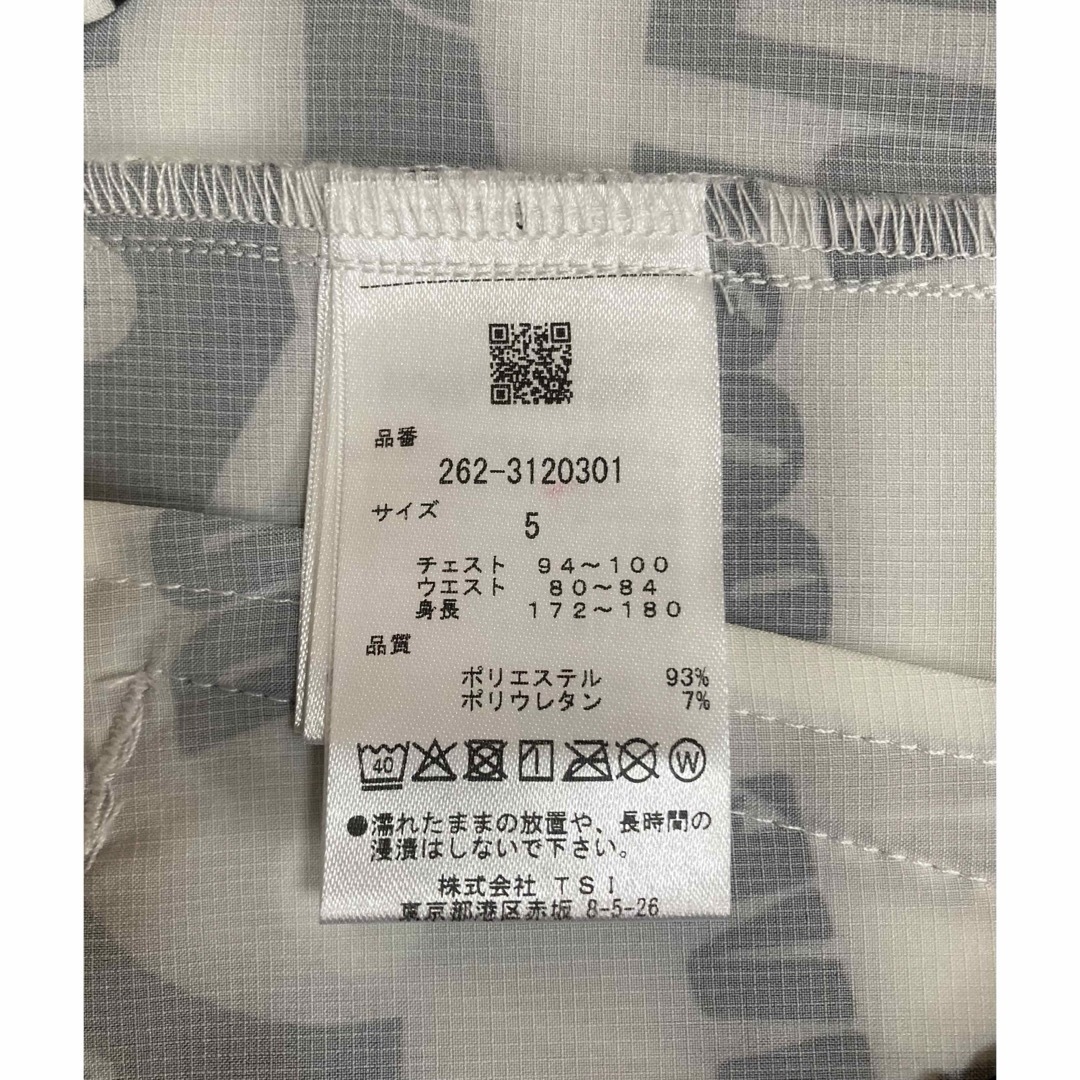 品番
262-3120301
サイズ
5
チェスト 94〜100
ウエスト 80〜84
身長 172〜180
品質
ポリエステル 93%
ポリウレタン 7%
40 W
●濡れたままの放置や、長時間の
浸漬はしないで下さい。
株式会社 TSI
東京都港区赤坂 8-5-26